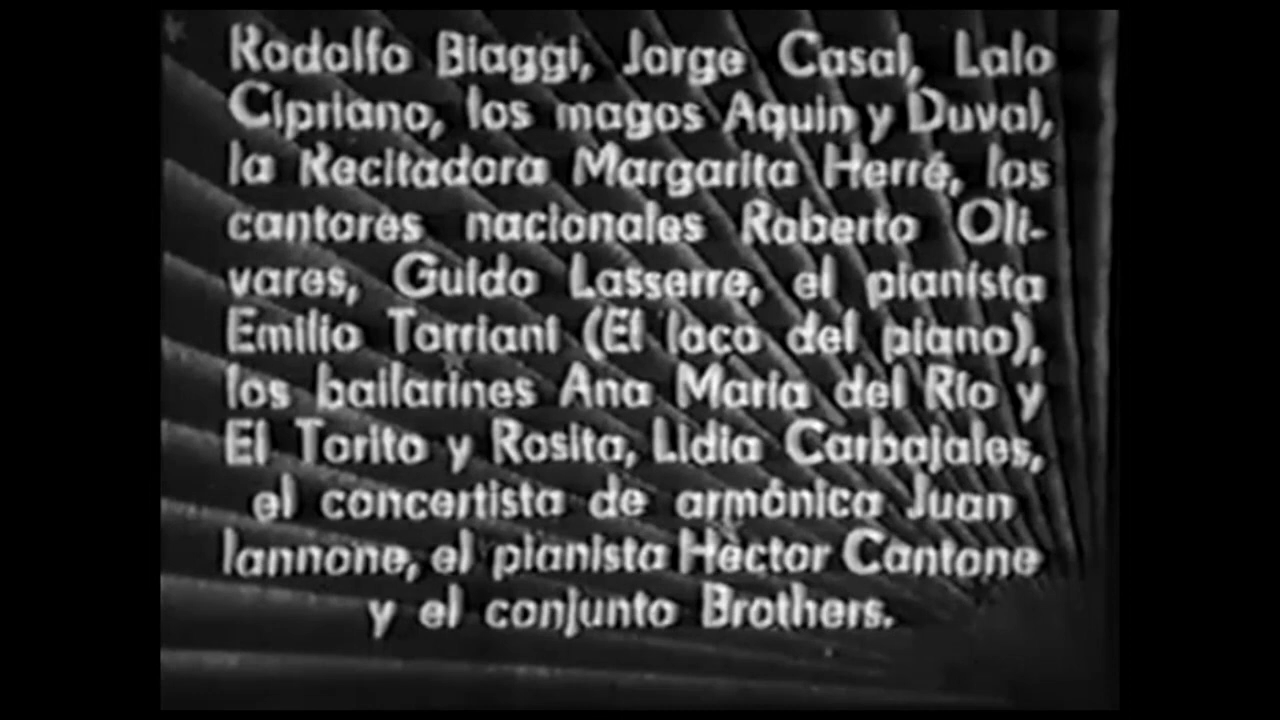 Rodolfo Biaggi, Jorge Casal, Lalo
Cipriano, los magos Aquin y Duval,
la Recitadora Margarita Herré, los
cantores nacionales Roberto Oli-
vares, Guido Lasserre, el pianista
Emilio Torriani (El loco del piano),
los bailarines Ana María del Río y
El Torito y Rosita, Lidia Carbajales,
el concertista de armónica Juan
Iannone, el pianista Héctor Cantone
y el conjunto Brothers.